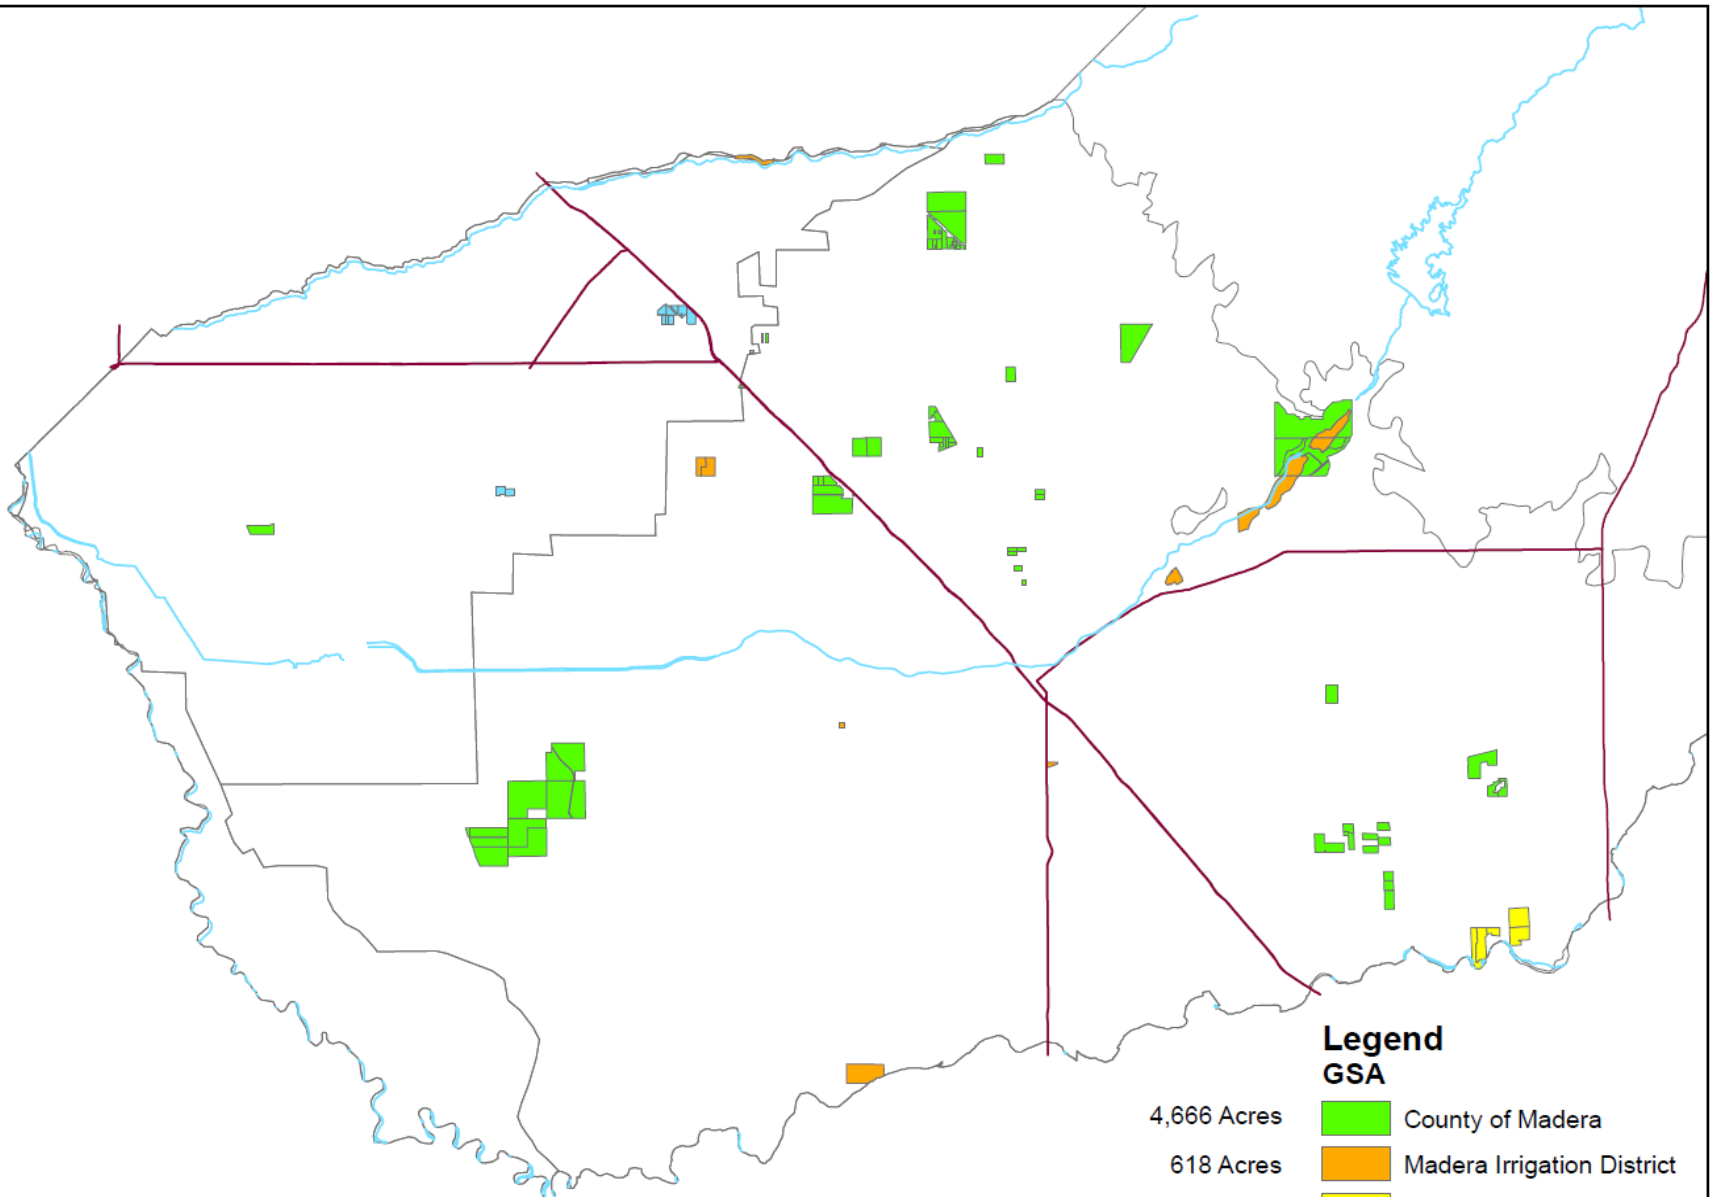 Legend
GSA
4,666 Acres County of Madera
618 Acres Madera Irrigation District